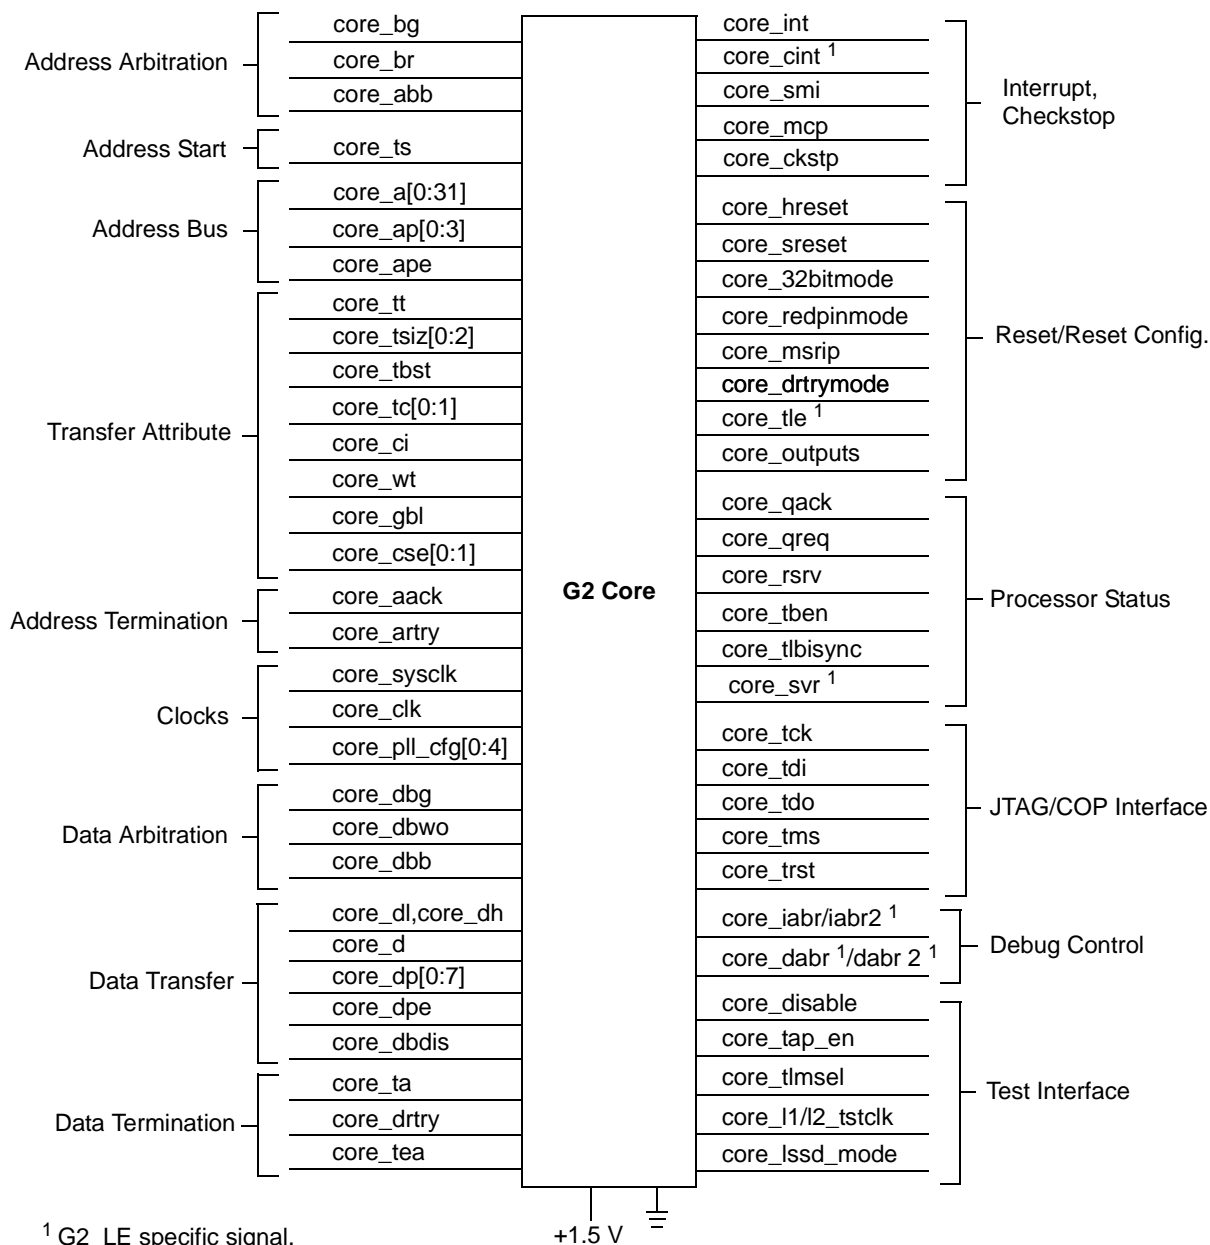 Address Arbitration
core_bg
core_br
core_abb
Address Start
core_ts
Address Bus
core_a[0:31]
core_ap[0:3]
core_ape
Transfer Attribute
core_tt
core_tsiz[0:2]
core_tbst
core_tc[0:1]
core_ci
core_wt
core_gbl
core_cse[0:1]
Address Termination
core_aack
core_artry
Clocks
core_sysclk
core_clk
core_pll_cfg[0:4]
Data Arbitration
core_dbg
core_dbwo
core_dbb
Data Transfer
core_dl,core_dh
core_d
core_dp[0:7]
core_dpe
core_dbdis
Data Termination
core_ta
core_drtry
core_tea
G2 Core
core_int
core_cint 1
core_smi
core_mcp
core_ckstp
Interrupt,
Checkstop
core_hreset
core_sreset
core_32bitmode
core_redpinmode
core_msrip
core_drtrymode
core_tle 1
core_outputs
Reset/Reset Config.
core_qack
core_qreq
core_rsrv
core_tben
core_tlbisync
core_svr 1
Processor Status
core_tck
core_tdi
core_tdo
core_tms
core_trst
JTAG/COP Interface
core_iabr/iabr2 1
core_dabr 1/dabr 2 1
Debug Control
core_disable
core_tap_en
core_tlmsel
core_l1/l2_tstclk
core_lssd_mode
Test Interface
+1.5 V
1 G2_LE specific signal.